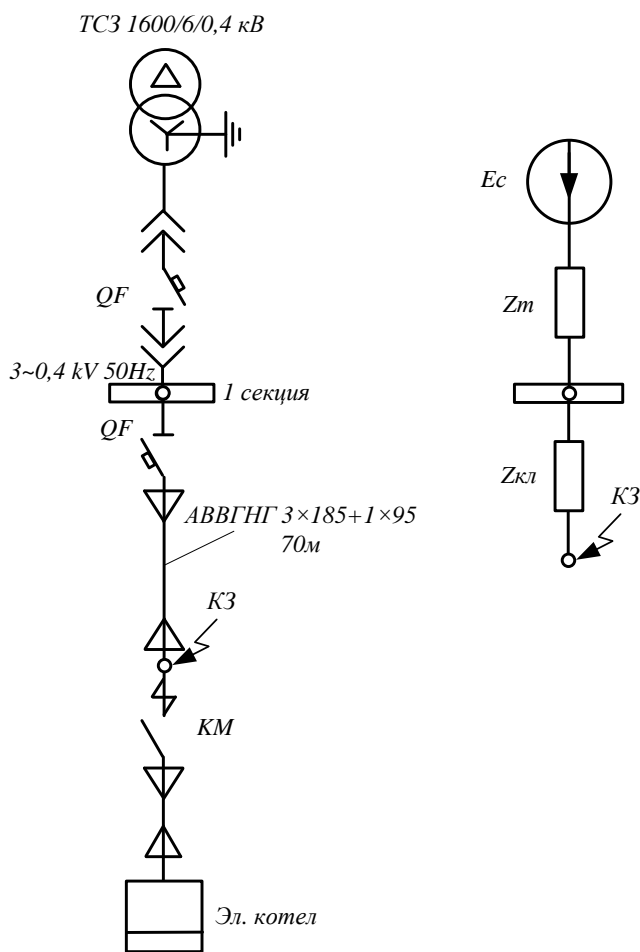 ТСЗ 1600/6/0,4 кВ
Ec
QF
Zт
3~0,4 kV 50Hz
1 секция
QF
Zкл
КЗ
АВВГНГ 3×185+1×95
70м
КЗ
КМ
Эл. котел